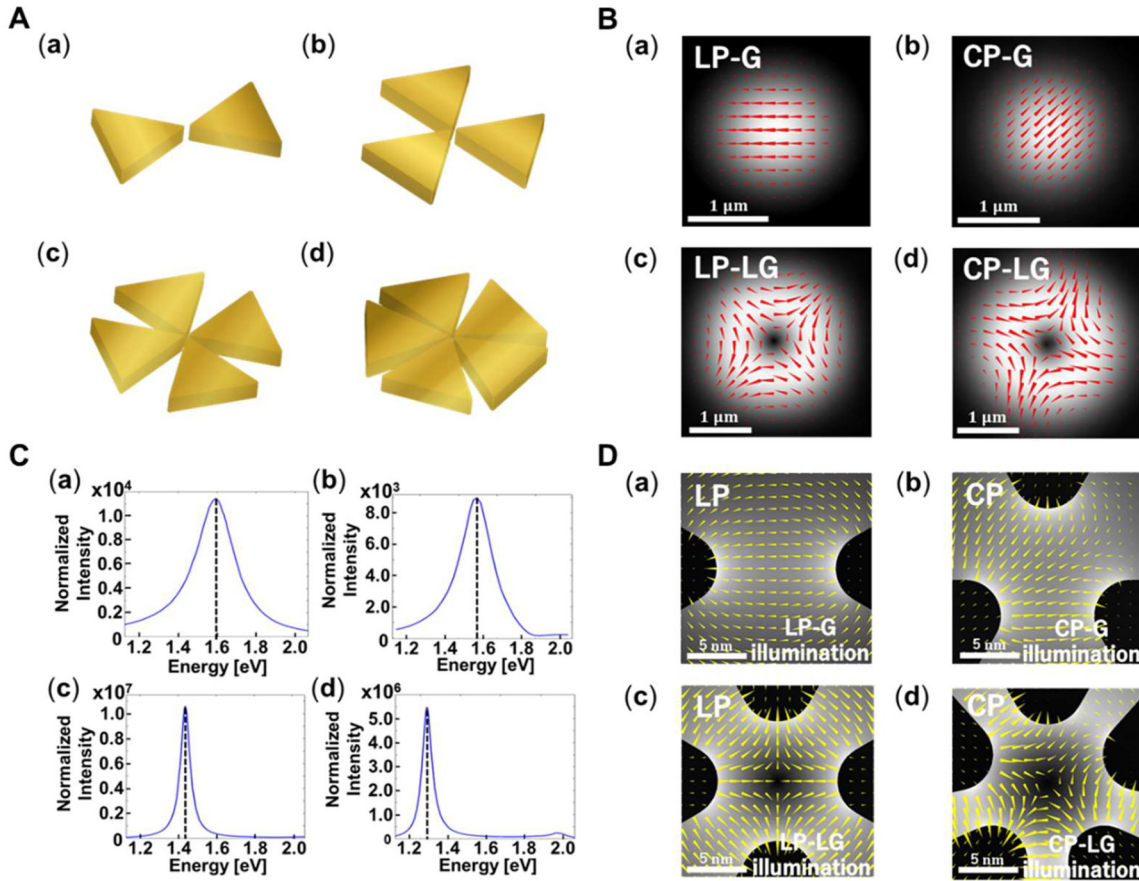 A
(a)
(b)
(c)
(d)
B
(a)
LP-G
1 μm
(b)
CP-G
1 μm
(c)
LP-LG
1 μm
(d)
CP-LG
1 μm
C
(a)
x10⁴
Normalized
Intensity
1.0
0.8
0.6
0.4
0.2
0
1.2 1.4 1.6 1.8 2.0
Energy [eV]
(b)
x10³
Normalized
Intensity
8.0
6.0
4.0
2.0
0
1.2 1.4 1.6 1.8 2.0
Energy [eV]
(c)
x10⁷
Normalized
Intensity
1.0
0.8
0.6
0.4
0.2
0
1.2 1.4 1.6 1.8 2.0
Energy [eV]
(d)
x10⁶
Normalized
Intensity
5.0
4.0
3.0
2.0
1.0
0
1.2 1.4 1.6 1.8 2.0
Energy [eV]
D
(a)
LP
5 nm
LP-G
illumination
(b)
CP
5 nm
CP-G
illumination
(c)
LP
5 nm
LP-LG
illumination
(d)
CP
5 nm
CP-LG
illumination